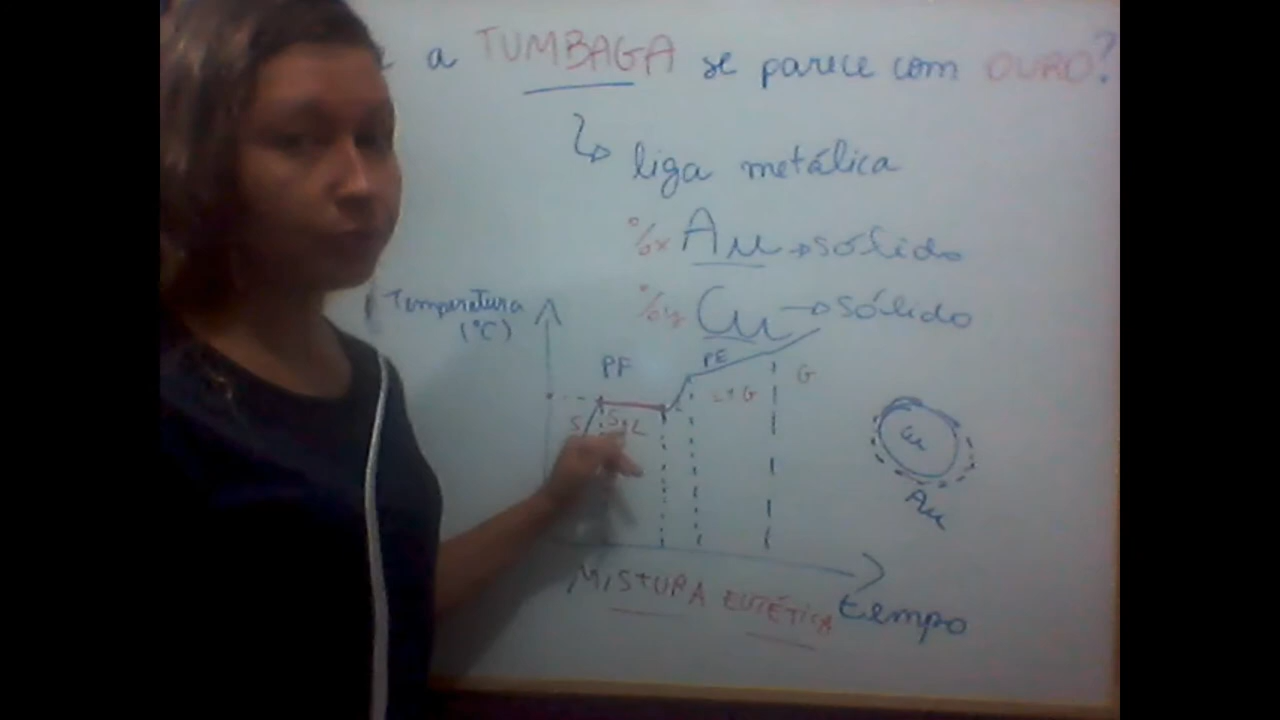 a TUMBAGA se parece com OURO?
liga metálica
%x Au → sólido
%y Cu → sólido
Temperatura
(°C)
PF
PE
S
S+L
L+G
G
Cu
Au
MISTURA EUTÉTICA
tempo